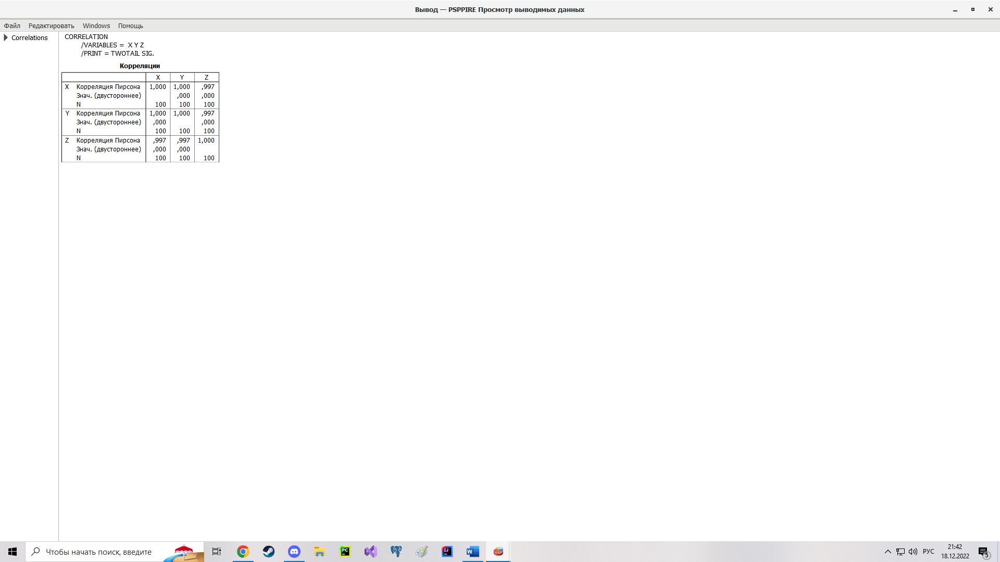 Вывод — PSPPIRE Просмотр выводимых данных
Файл Редактировать Windows Помощь
Correlations
CORRELATION
/VARIABLES = X Y Z
/PRINT = TWOTAIL SIG.
Корреляции
X Y Z
X Корреляция Пирсона 1,000 1,000 ,997
Знач. (двустороннее) ,000 ,000
N 100 100 100
Y Корреляция Пирсона 1,000 1,000 ,997
Знач. (двустороннее) ,000 ,000
N 100 100 100
Z Корреляция Пирсона ,997 ,997 1,000
Знач. (двустороннее) ,000 ,000
N 100 100 100
Чтобы начать поиск, введите
PC
IJ
W
РУС
21:42
18.12.2022
5